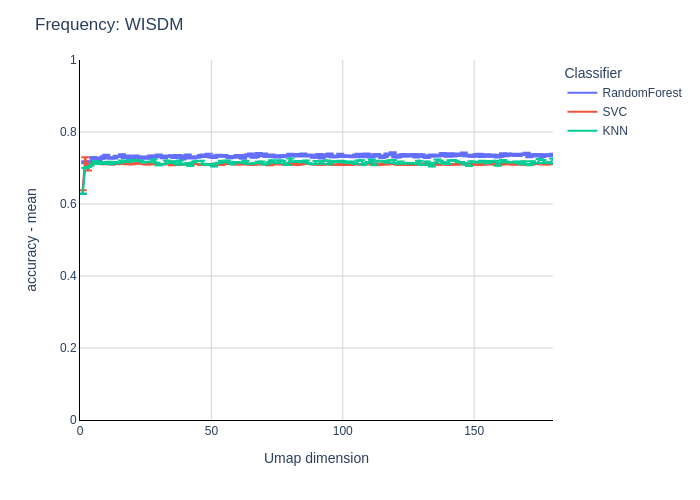 Frequency: WISDM
Classifier
RandomForest
SVC
KNN
accuracy - mean
1
0.8
0.6
0.4
0.2
0
0
50
100
150
Umap dimension